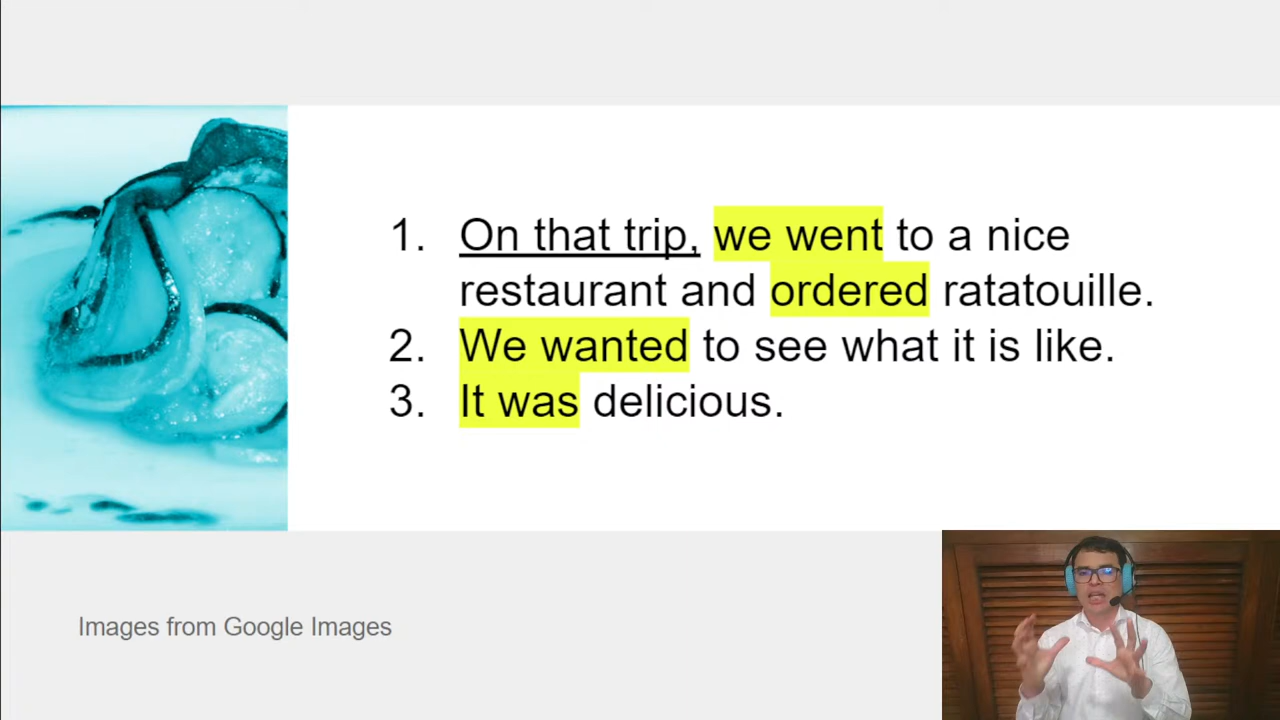 1. On that trip, we went to a nice
restaurant and ordered ratatouille.
2. We wanted to see what it is like.
3. It was delicious.
Images from Google Images